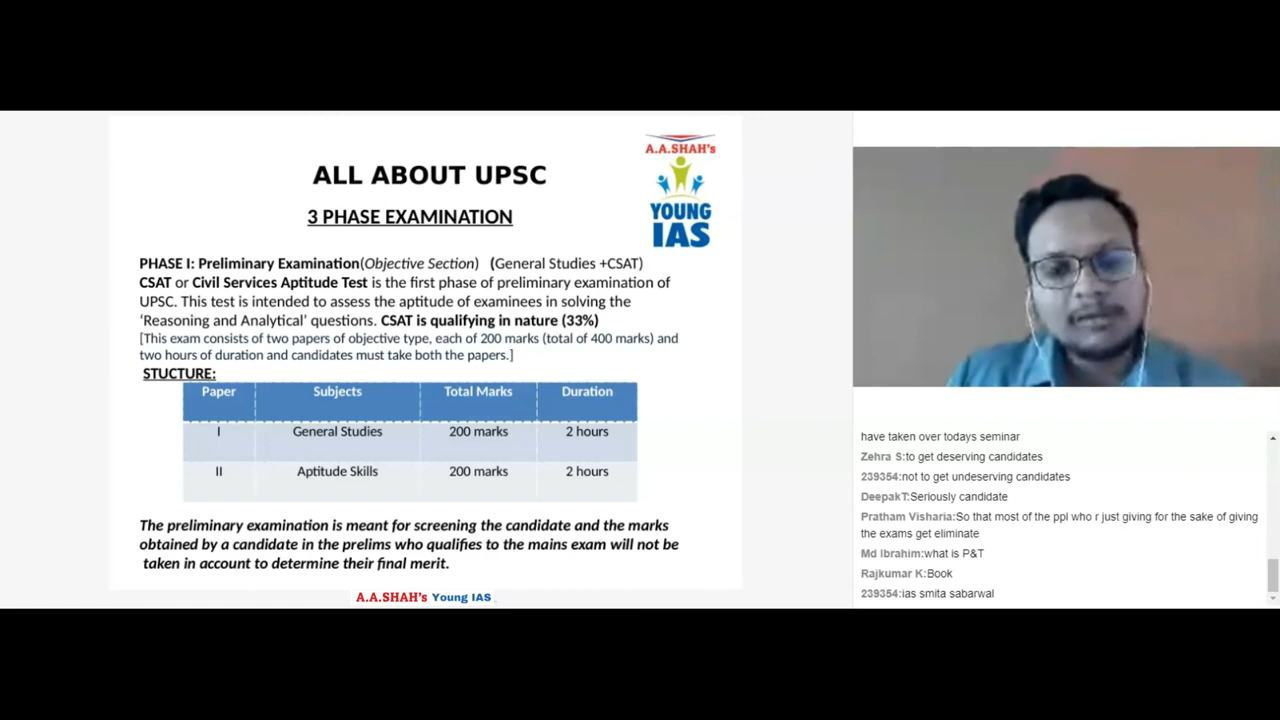 ALL ABOUT UPSC
A.A.SHAH's
YOUNG
IAS
3 PHASE EXAMINATION
PHASE I: Preliminary Examination(Objective Section) (General Studies +CSAT)
CSAT or Civil Services Aptitude Test is the first phase of preliminary examination of
UPSC. This test is intended to assess the aptitude of examinees in solving the
‘Reasoning and Analytical’ questions. CSAT is qualifying in nature (33%)
[This exam consists of two papers of objective type, each of 200 marks (total of 400 marks) and
two hours of duration and candidates must take both the papers.]
STUCTURE:
Paper Subjects Total Marks Duration
I General Studies 200 marks 2 hours
II Aptitude Skills 200 marks 2 hours
The preliminary examination is meant for screening the candidate and the marks
obtained by a candidate in the prelims who qualifies to the mains exam will not be
taken in account to determine their final merit.
A.A.SHAH's Young IAS
have taken over todays seminar
Zehra S:to get deserving candidates
239354:not to get undeserving candidates
DeepakT:Seriously candidate
Pratham Visharia:So that most of the ppl who r just giving for the sake of giving
the exams get eliminate
Md Ibrahim:what is P&T
Rajkumar K:Book
239354:ias smita sabarwal